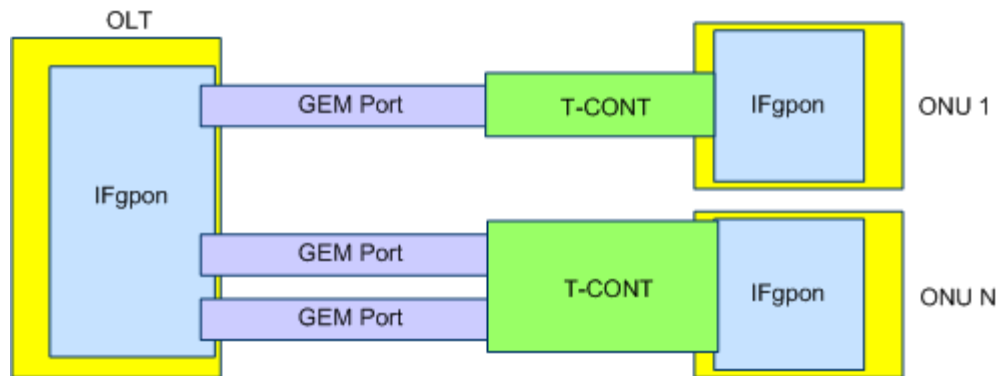 OLT
GEM Port
T-CONT
IFgpon
ONU 1
IFgpon
GEM Port
GEM Port
T-CONT
IFgpon
ONU N